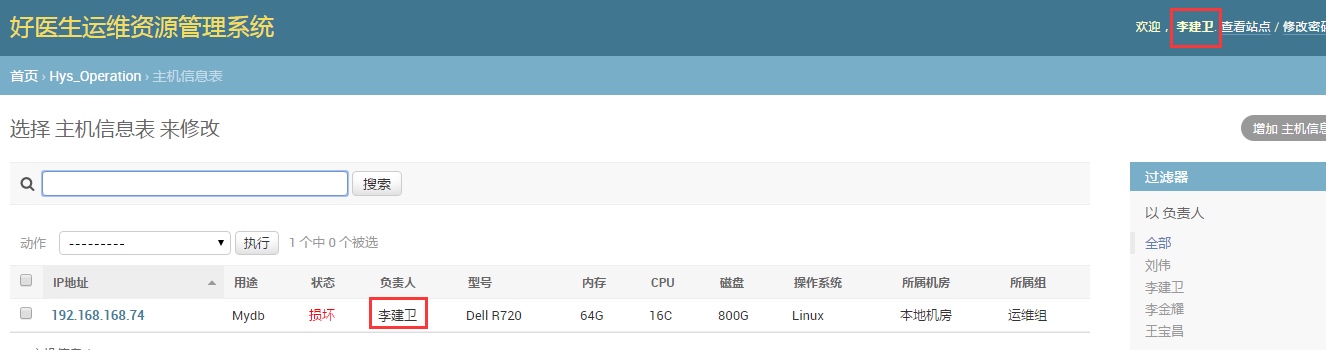 好医生运维资源管理系统
欢迎， 李建卫. 查看站点 / 修改密码
首页 › Hys_Operation › 主机信息表
选择 主机信息表 来修改
增加 主机信息
搜索
过滤器
以 负责人
动作 --------- 执行 1 个中 0 个被选
全部
刘伟
IP地址 用途 状态 负责人 型号 内存 CPU 磁盘 操作系统 所属机房 所属组
李建卫
李金耀
192.168.168.74 Mydb 损坏 李建卫 Dell R720 64G 16C 800G Linux 本地机房 运维组
王宝昌